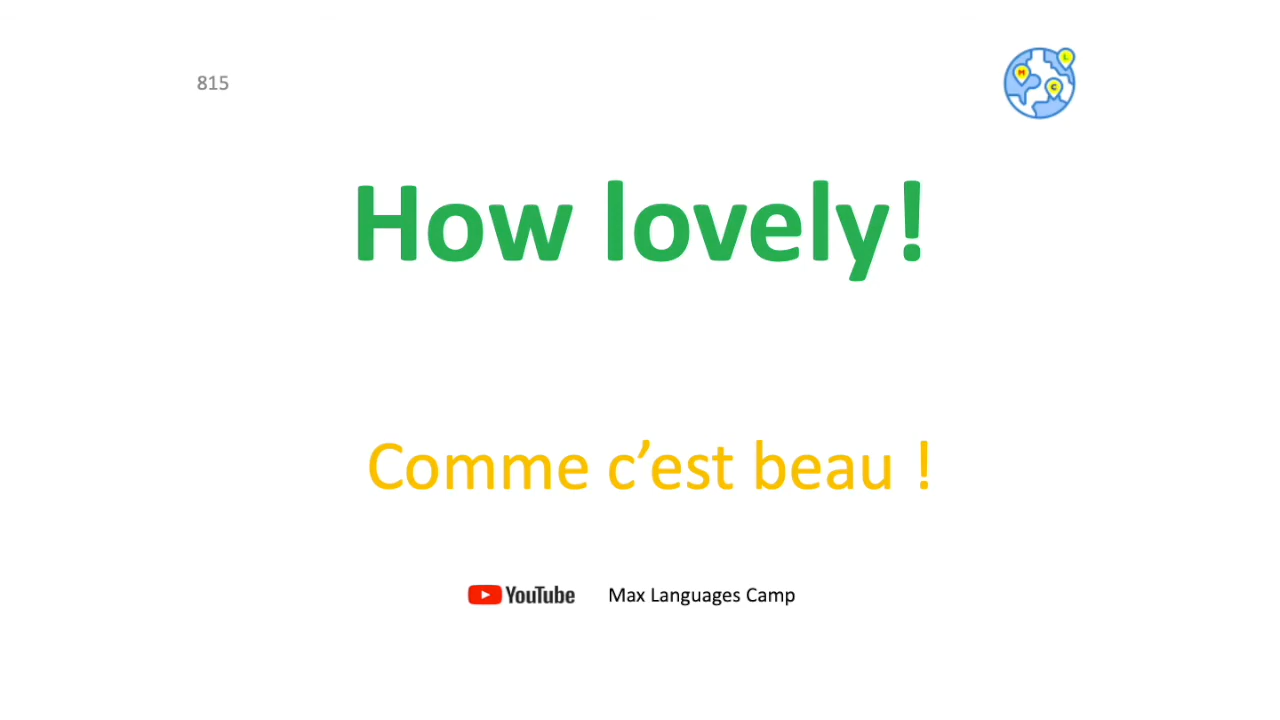 815
M
L
C
How lovely!
Comme c’est beau !
YouTube Max Languages Camp